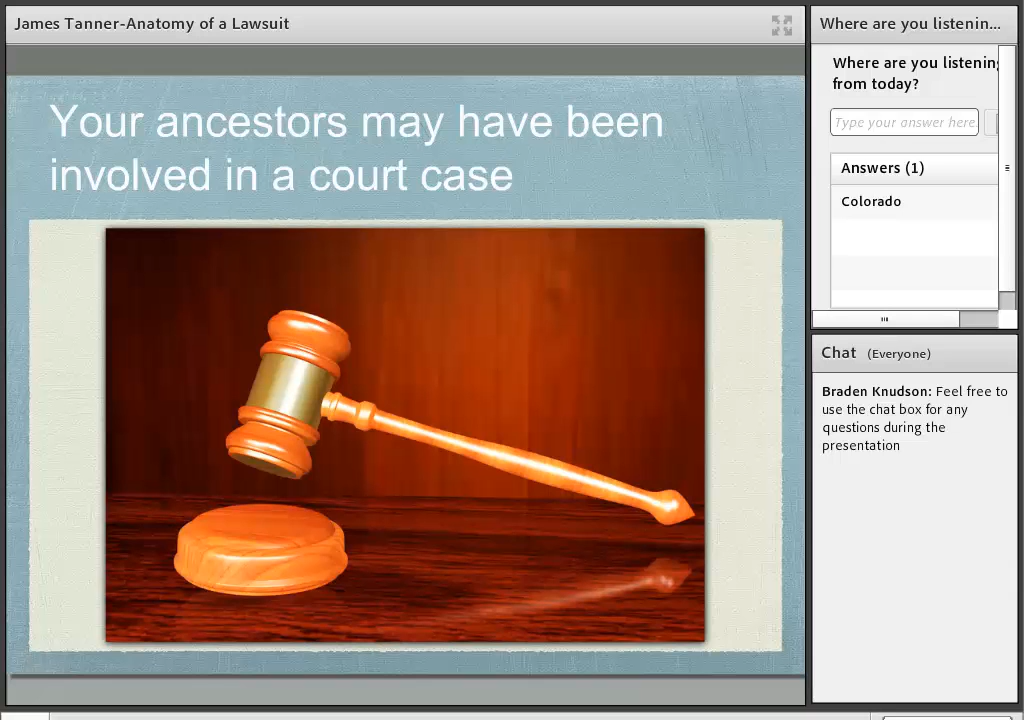 James Tanner-Anatomy of a Lawsuit
Your ancestors may have been
involved in a court case
Where are you listenin...
Where are you listening
from today?
Type your answer here
Answers (1)
Colorado
Chat (Everyone)
Braden Knudson: Feel free to
use the chat box for any
questions during the
presentation